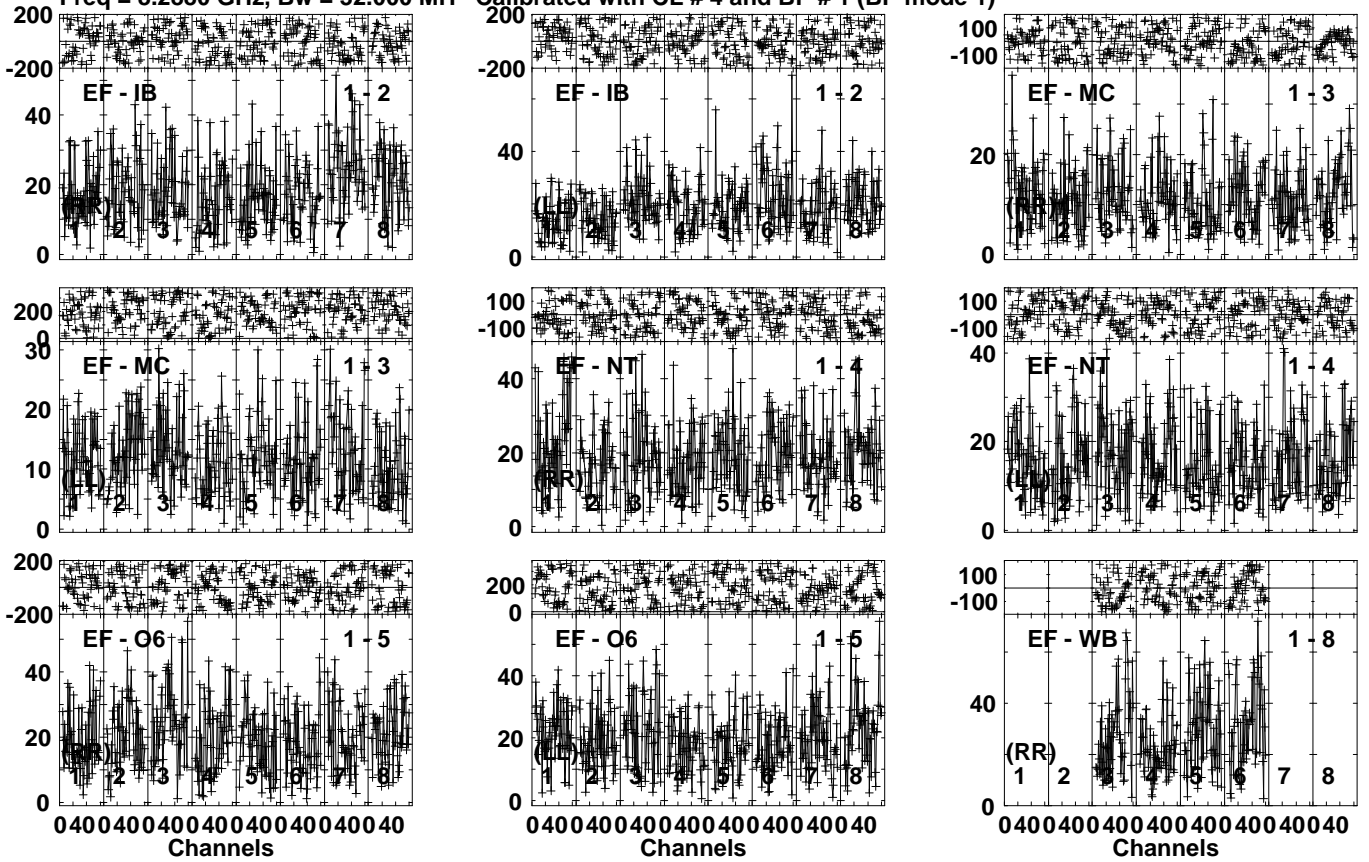 Calibrated with CL # 4 and BP # 1 (BP mode 1)
200
-200
EF - IB 1 - 2
40
20
0
(RR)
1 2 3 4 5 6 7 8
200
-200
EF - IB 1 - 2
40
0
(LL)
1 2 3 4 5 6 7 8
100
-100
EF - MC 1 - 3
20
0
(RR)
1 2 3 4 5 6 7 8
200
0
EF - MC 1 - 3
30
20
10
0
(LL)
1 2 3 4 5 6 7 8
100
-100
EF - NT 1 - 4
40
20
0
(RR)
1 2 3 4 5 6 7 8
100
-100
EF - NT 1 - 4
40
20
0
(LL)
1 2 3 4 5 6 7 8
200
-200
EF - O6 1 - 5
40
20
0
(RR)
1 2 3 4 5 6 7 8
0 40 0 40 0 40 0 40 0 40 0 40 0 40 0 40
Channels
200
0
EF - O6 1 - 5
40
20
0
(LL)
1 2 3 4 5 6 7 8
0 40 0 40 0 40 0 40 0 40 0 40 0 40 0 40
Channels
100
-100
EF - WB 1 - 8
40
0
(RR)
1 2 3 4 5 6 7 8
0 40 0 40 0 40 0 40 0 40 0 40 0 40 0 40
Channels